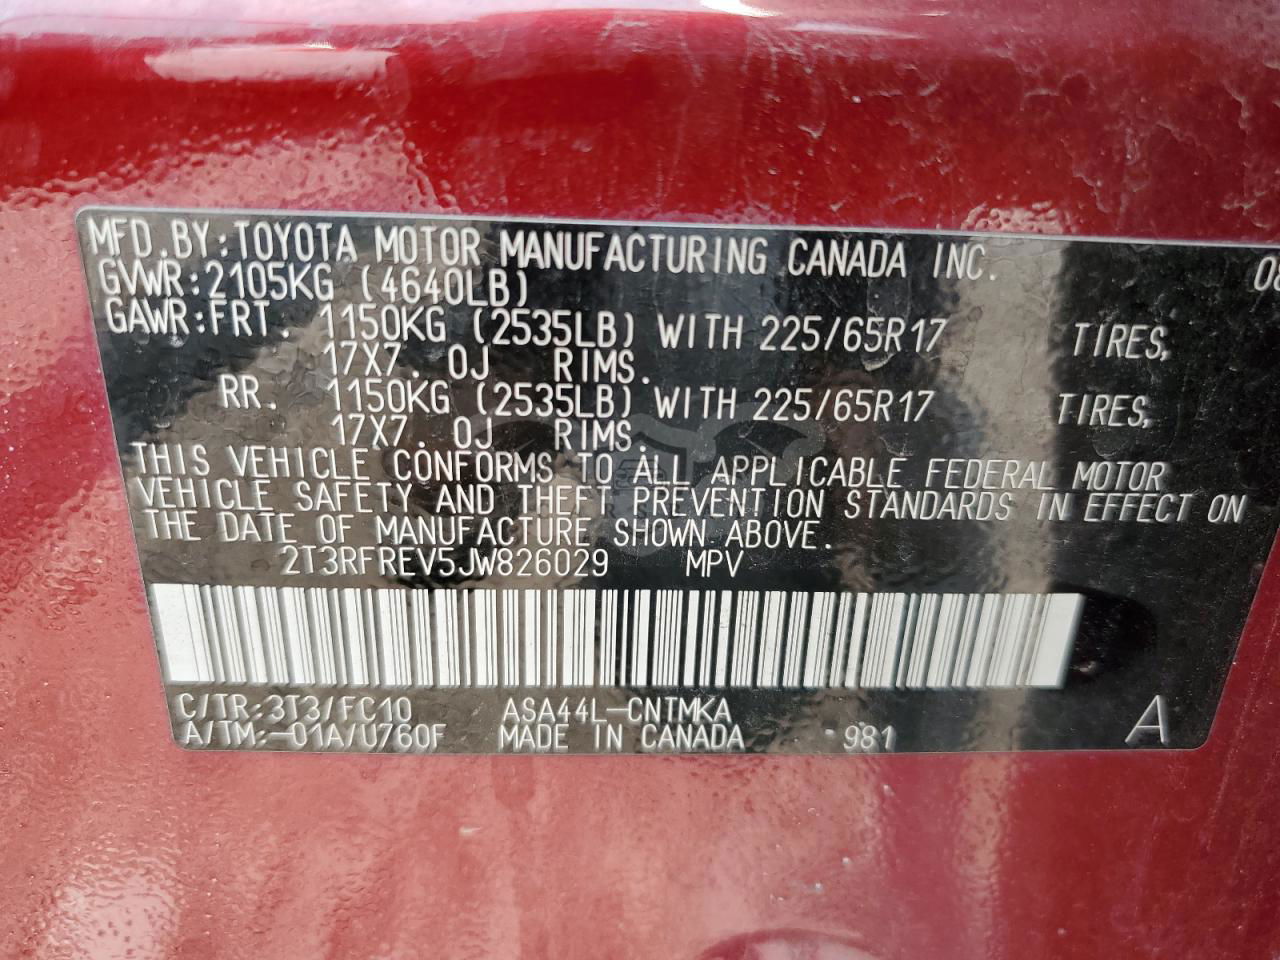 MFD.BY:TOYOTA MOTOR MANUFACTURING CANADA INC.
GVWR:2105KG (4640LB)
GAWR:FRT. 1150KG (2535LB) WITH 225/65R17 TIRES,
17X7.0J RIMS.
RR. 1150KG (2535LB) WITH 225/65R17 TIRES,
17X7.0J RIMS.
THIS VEHICLE CONFORMS TO ALL APPLICABLE FEDERAL MOTOR
VEHICLE SAFETY AND THEFT PREVENTION STANDARDS IN EFFECT ON
THE DATE OF MANUFACTURE SHOWN ABOVE.
2T3RFREV5JW826029 MPV
C/TR:3T3/FC10 ASA44L-CNTMKA
A/TM:-01A/U760F MADE IN CANADA 981 A